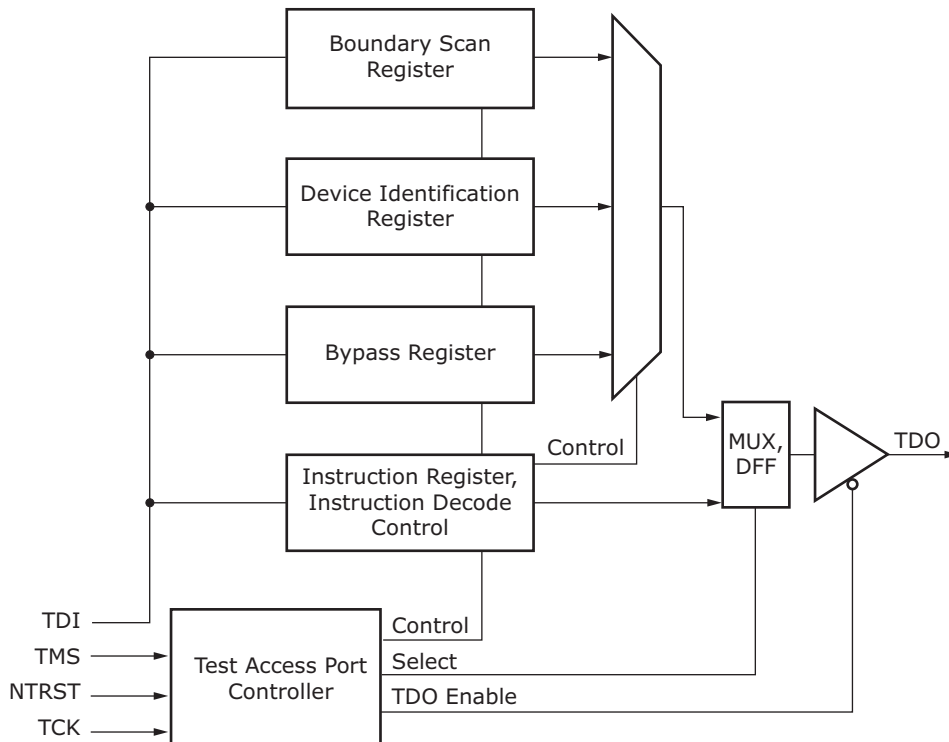 Boundary Scan
Register
Device Identification
Register
Bypass Register
Control
Instruction Register,
Instruction Decode
Control
MUX,
DFF
TDO
TDI
TMS
NTRST
TCK
Test Access Port
Controller
Control
Select
TDO Enable